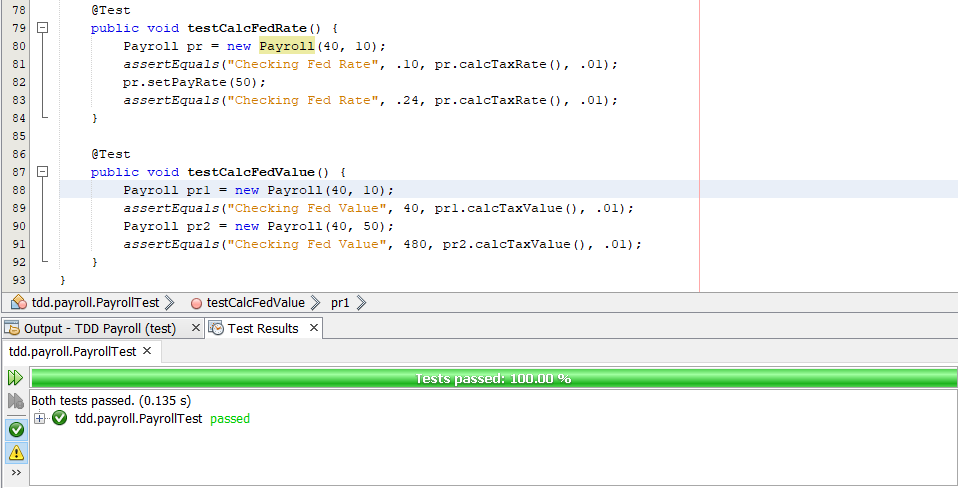 78 @Test
79 public void testCalcFedRate() {
80 Payroll pr = new Payroll(40, 10);
81 assertEquals("Checking Fed Rate", .10, pr.calcTaxRate(), .01);
82 pr.setPayRate(50);
83 assertEquals("Checking Fed Rate", .24, pr.calcTaxRate(), .01);
84 }
85
86 @Test
87 public void testCalcFedValue() {
88 Payroll pr1 = new Payroll(40, 10);
89 assertEquals("Checking Fed Value", 40, pr1.calcTaxValue(), .01);
90 Payroll pr2 = new Payroll(40, 50);
91 assertEquals("Checking Fed Value", 480, pr2.calcTaxValue(), .01);
92 }
93 }
tdd.payroll.PayrollTest testCalcFedValue pr1
Output - TDD Payroll (test) Test Results
tdd.payroll.PayrollTest
Tests passed: 100.00 %
Both tests passed. (0.135 s)
tdd.payroll.PayrollTest passed